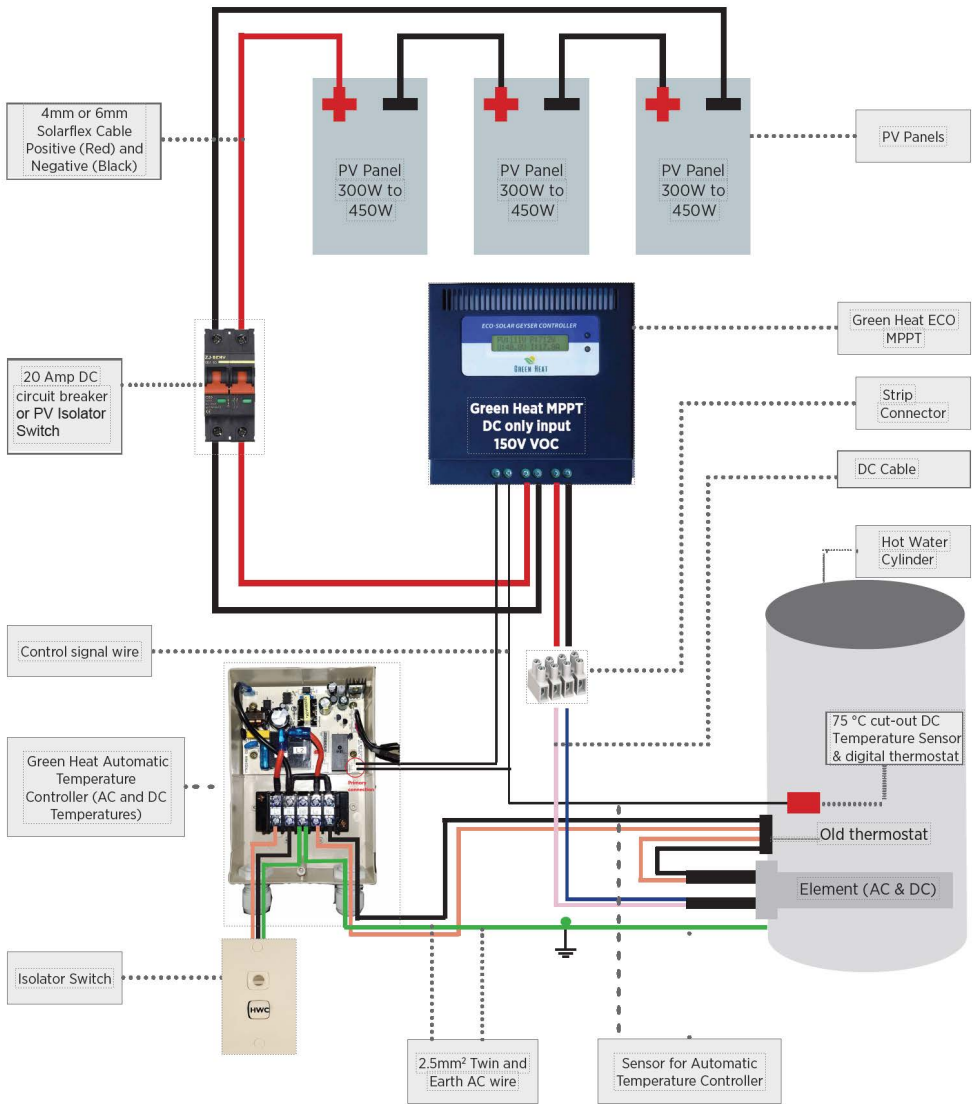 4mm or 6mm
Solarflex Cable
Positive (Red) and
Negative (Black)
PV Panel
300W to
450W
PV Panel
300W to
450W
PV Panel
300W to
450W
PV Panels
ECO-SOLAR GEYSER CONTROLLER
GREEN HEAT
Green Heat MPPT
DC only input
150V VOC
Green Heat ECO
MPPT
20 Amp DC
circuit breaker
or PV Isolator
Switch
Strip
Connector
DC Cable
Hot Water
Cylinder
Control signal wire
75 °C cut-out DC
Temperature Sensor
& digital thermostat
Green Heat Automatic
Temperature
Controller (AC and DC
Temperatures)
Primary
connection
Old thermostat
Element (AC & DC)
Isolator Switch
HWC
2.5mm² Twin and
Earth AC wire
Sensor for Automatic
Temperature Controller